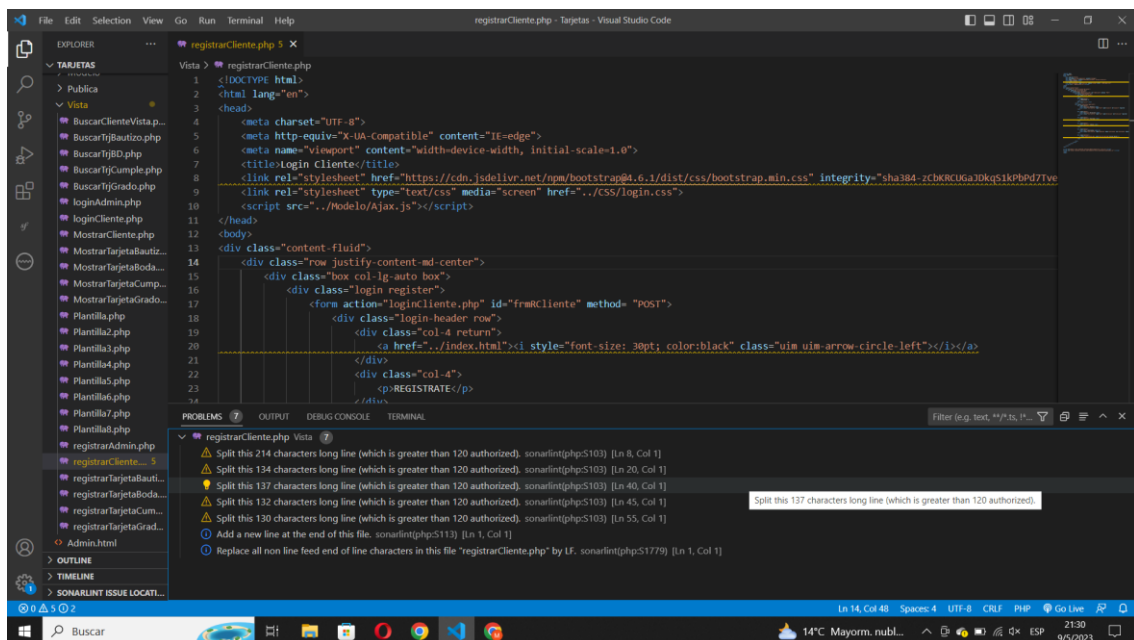 File Edit Selection View Go Run Terminal Help
registrarCliente.php - Tarjetas - Visual Studio Code
EXPLORER ...
TARJETAS
Modelo
Publica
Vista
BuscarClienteVista.p...
BuscarTrjBautizo.php
BuscarTrjBD.php
BuscarTrjCumple.php
BuscarTrjGrado.php
loginAdmin.php
loginCliente.php
MostrarCliente.php
MostrarTarjetaBautiz...
MostrarTarjetaBoda....
MostrarTarjetaCump...
MostrarTarjetaGrado...
Plantilla.php
Plantilla2.php
Plantilla3.php
Plantilla4.php
Plantilla5.php
Plantilla6.php
Plantilla7.php
Plantilla8.php
registrarAdmin.php
registrarCliente.... 5
registrarTarjetaBauti...
registrarTarjetaBoda....
registrarTarjetaCum...
registrarTarjetaGrad...
Admin.html
OUTLINE
TIMELINE
SONARLINT ISSUE LOCATI...
registrarCliente.php 5
Vista > registrarCliente.php
1 <!DOCTYPE html>
2 <html lang="en">
3 <head>
4 <meta charset="UTF-8">
5 <meta http-equiv="X-UA-Compatible" content="IE=edge">
6 <meta name="viewport" content="width=device-width, initial-scale=1.0">
7 <title>Login Cliente</title>
8 <link rel="stylesheet" href="https://cdn.jsdelivr.net/npm/bootstrap@4.6.1/dist/css/bootstrap.min.css" integrity="sha384-zCbKRCUGaJDkqS1kPbPd7Tve
9 <link rel="stylesheet" type="text/css" media="screen" href="../CSS/login.css">
10 <script src="../Modelo/Ajax.js"></script>
11 </head>
12 <body>
13 <div class="content-fluid">
14 <div class="row justify-content-md-center">
15 <div class="box col-lg-auto box">
16 <div class="login register">
17 <form action="loginCliente.php" id="frmRCliente" method= "POST">
18 <div class="login-header row">
19 <div class="col-4 return">
20 <a href="../index.html"><i style="font-size: 30pt; color:black" class="uim uim-arrow-circle-left"></i></a>
21 </div>
22 <div class="col-4">
23 <p>REGISTRATE</p>
24 </div>
PROBLEMS 7 OUTPUT DEBUG CONSOLE TERMINAL
Filter (e.g. text, **/*.ts, !*...
registrarCliente.php Vista 7
Split this 214 characters long line (which is greater than 120 authorized). sonarlint(php:S103) [Ln 8, Col 1]
Split this 134 characters long line (which is greater than 120 authorized). sonarlint(php:S103) [Ln 20, Col 1]
Split this 137 characters long line (which is greater than 120 authorized). sonarlint(php:S103) [Ln 40, Col 1]
Split this 137 characters long line (which is greater than 120 authorized).
Split this 132 characters long line (which is greater than 120 authorized). sonarlint(php:S103) [Ln 45, Col 1]
Split this 130 characters long line (which is greater than 120 authorized). sonarlint(php:S103) [Ln 55, Col 1]
Add a new line at the end of this file. sonarlint(php:S113) [Ln 1, Col 1]
Replace all non line feed end of line characters in this file "registrarCliente.php" by LF. sonarlint(php:S1779) [Ln 1, Col 1]
0 5 2
Ln 14, Col 48 Spaces: 4 UTF-8 CRLF PHP Go Live
Buscar
14°C Mayorm. nubl... ESP
21:30
9/5/2023